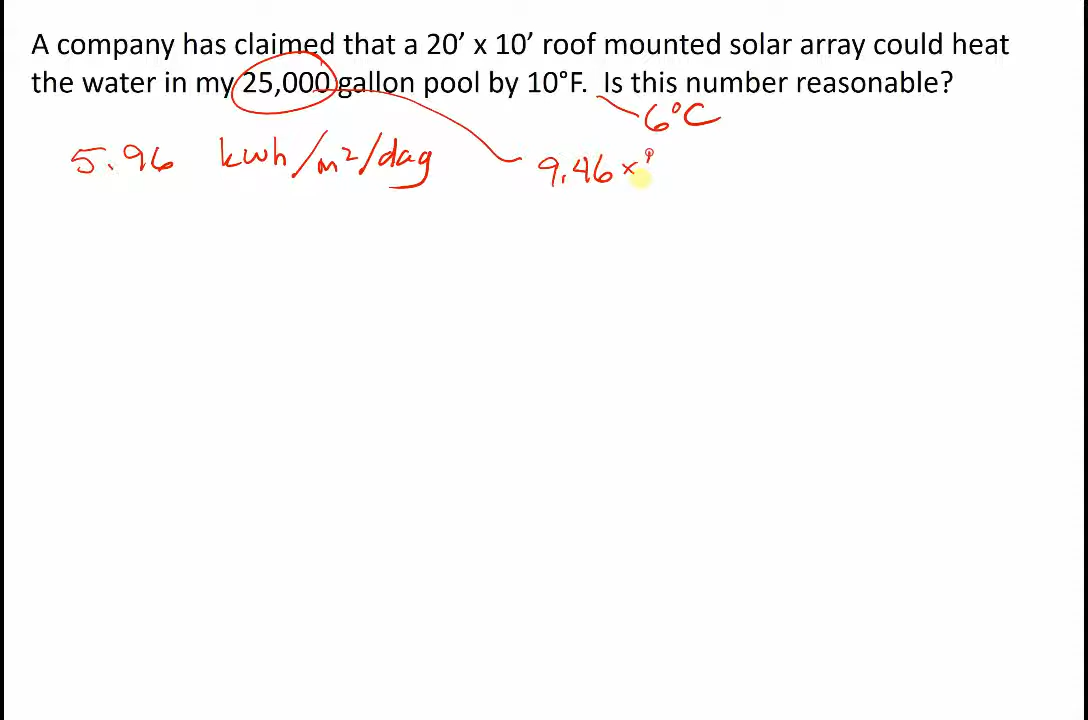 A company has claimed that a 20’ x 10’ roof mounted solar array could heat
the water in my 25,000 gallon pool by 10°F. Is this number reasonable?
6°C
5.96 kwh/m²/day
9.46 x